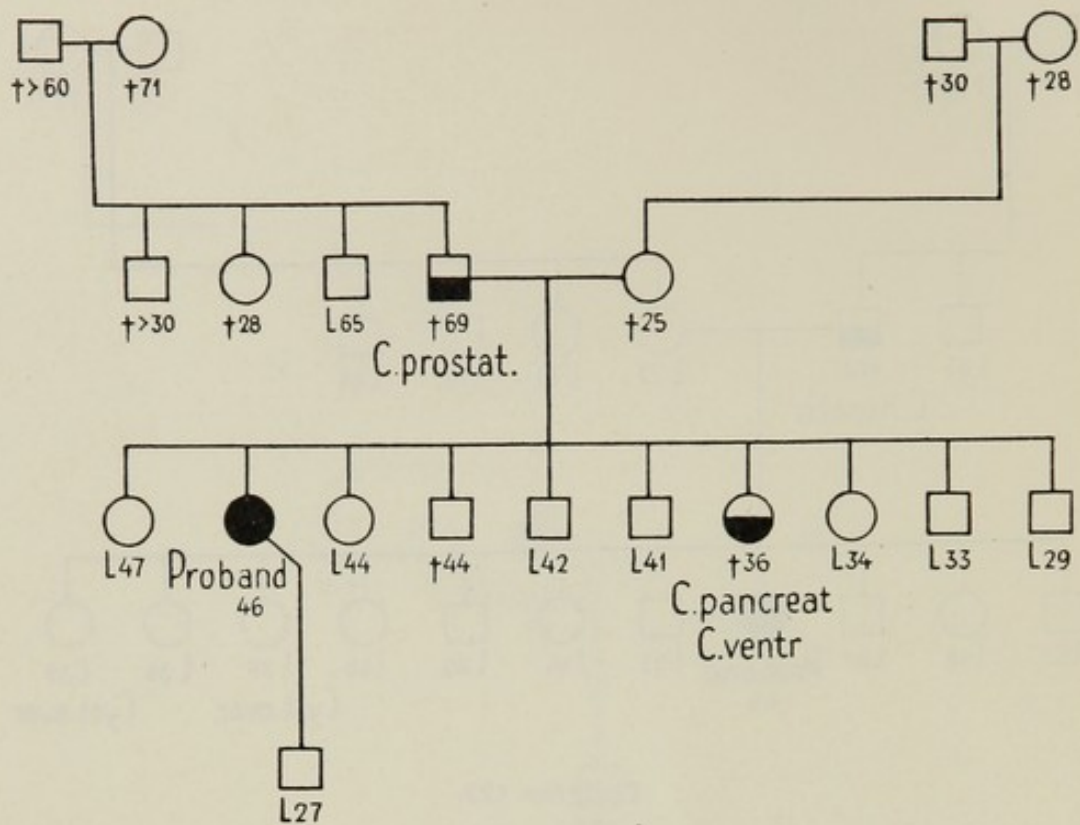 †>60 †71 †30 †28
†>30 †28 L65 †69 †25
C.prostat.
L47 Proband L44 †44 L42 L41 †36 L34 L33 L29
46
C.pancreat
C.ventr
L27